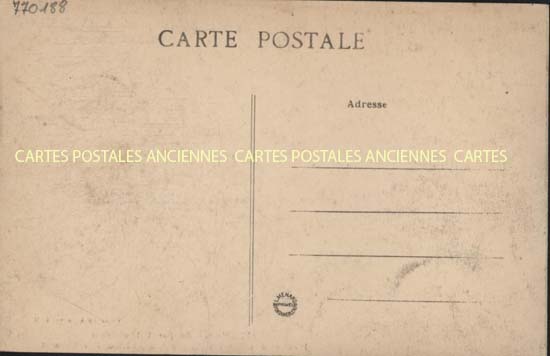 770188
CARTE POSTALE
Adresse
CARTES POSTALES ANCIENNES CARTES POSTALES ANCIENNES CARTES